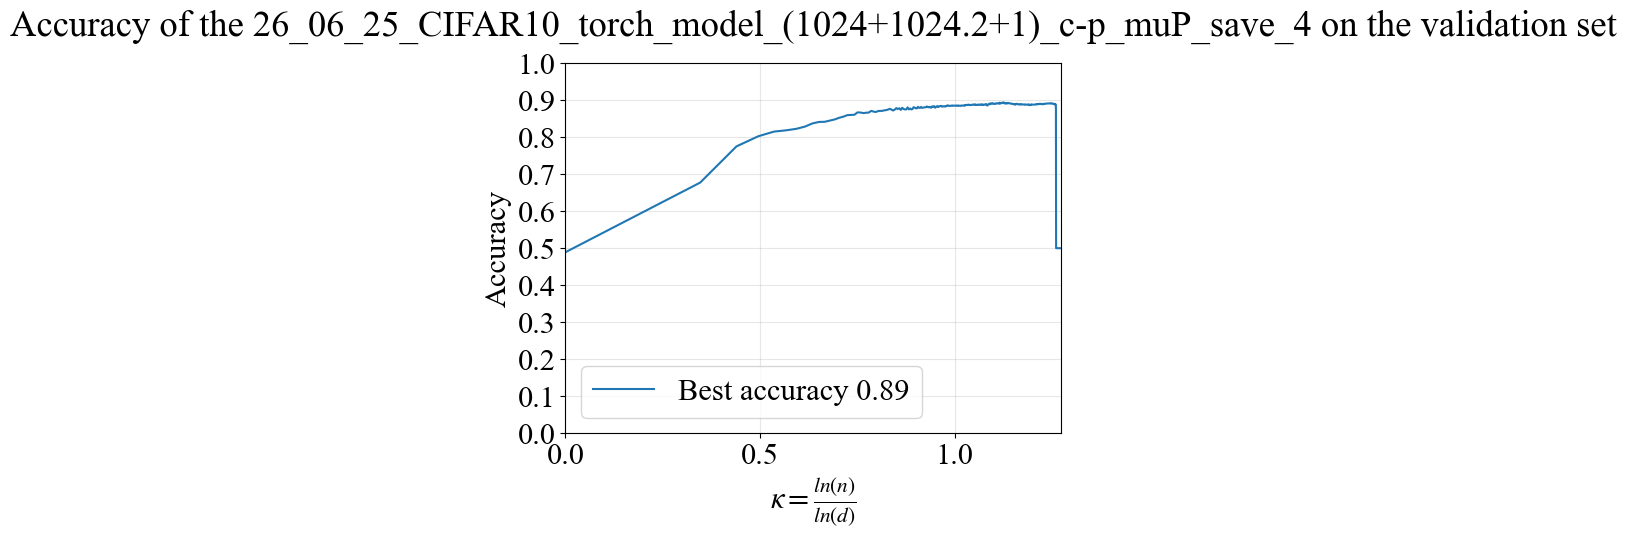 Accuracy of the 26_06_25_CIFAR10_torch_model_(1024+1024.2+1)_c-p_muP_save_4 on the validation set
1.0
0.9
0.8
0.7
0.6
0.5
0.4
0.3
0.2
0.1
0.0
Accuracy
Best accuracy 0.89
0.0 0.5 1.0
κ = ln(n) / ln(d)